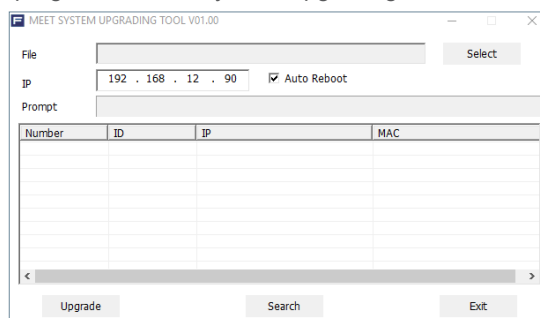 MEET SYSTEM UPGRADING TOOL V01.00
File Select
IP 192 . 168 . 12 . 90 Auto Reboot
Prompt
Number ID IP MAC
Upgrade Search Exit